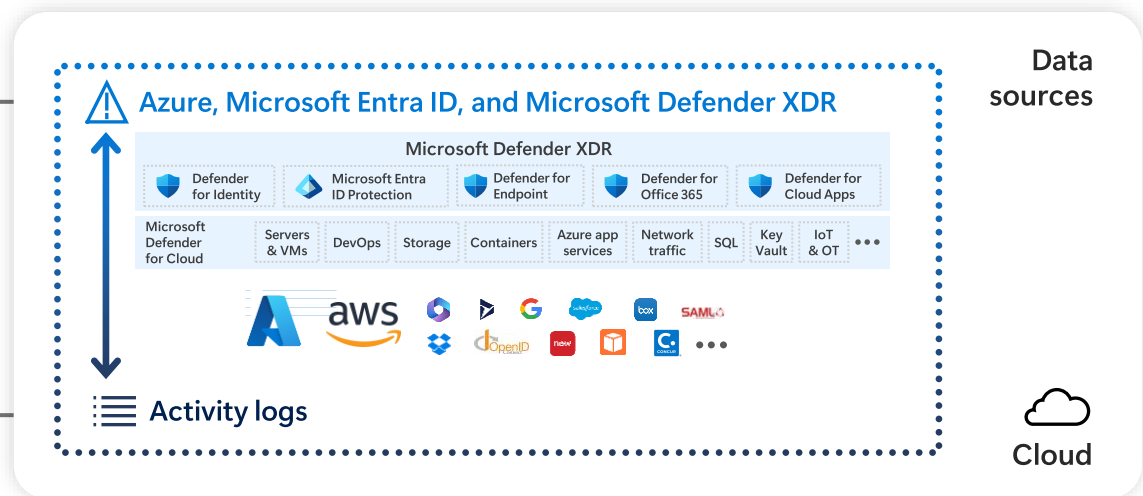 Data
sources
Azure, Microsoft Entra ID, and Microsoft Defender XDR
Microsoft Defender XDR
Defender
for Identity
Microsoft Entra
ID Protection
Defender for
Endpoint
Defender for
Office 365
Defender for
Cloud Apps
Microsoft
Defender
for Cloud
Servers
& VMs
DevOps
Storage
Containers
Azure app
services
Network
traffic
SQL
Key
Vault
IoT
& OT
•••
aws
salesforce
box
SAML
OpenID
now
C.
CONCUR
•••
Activity logs
Cloud